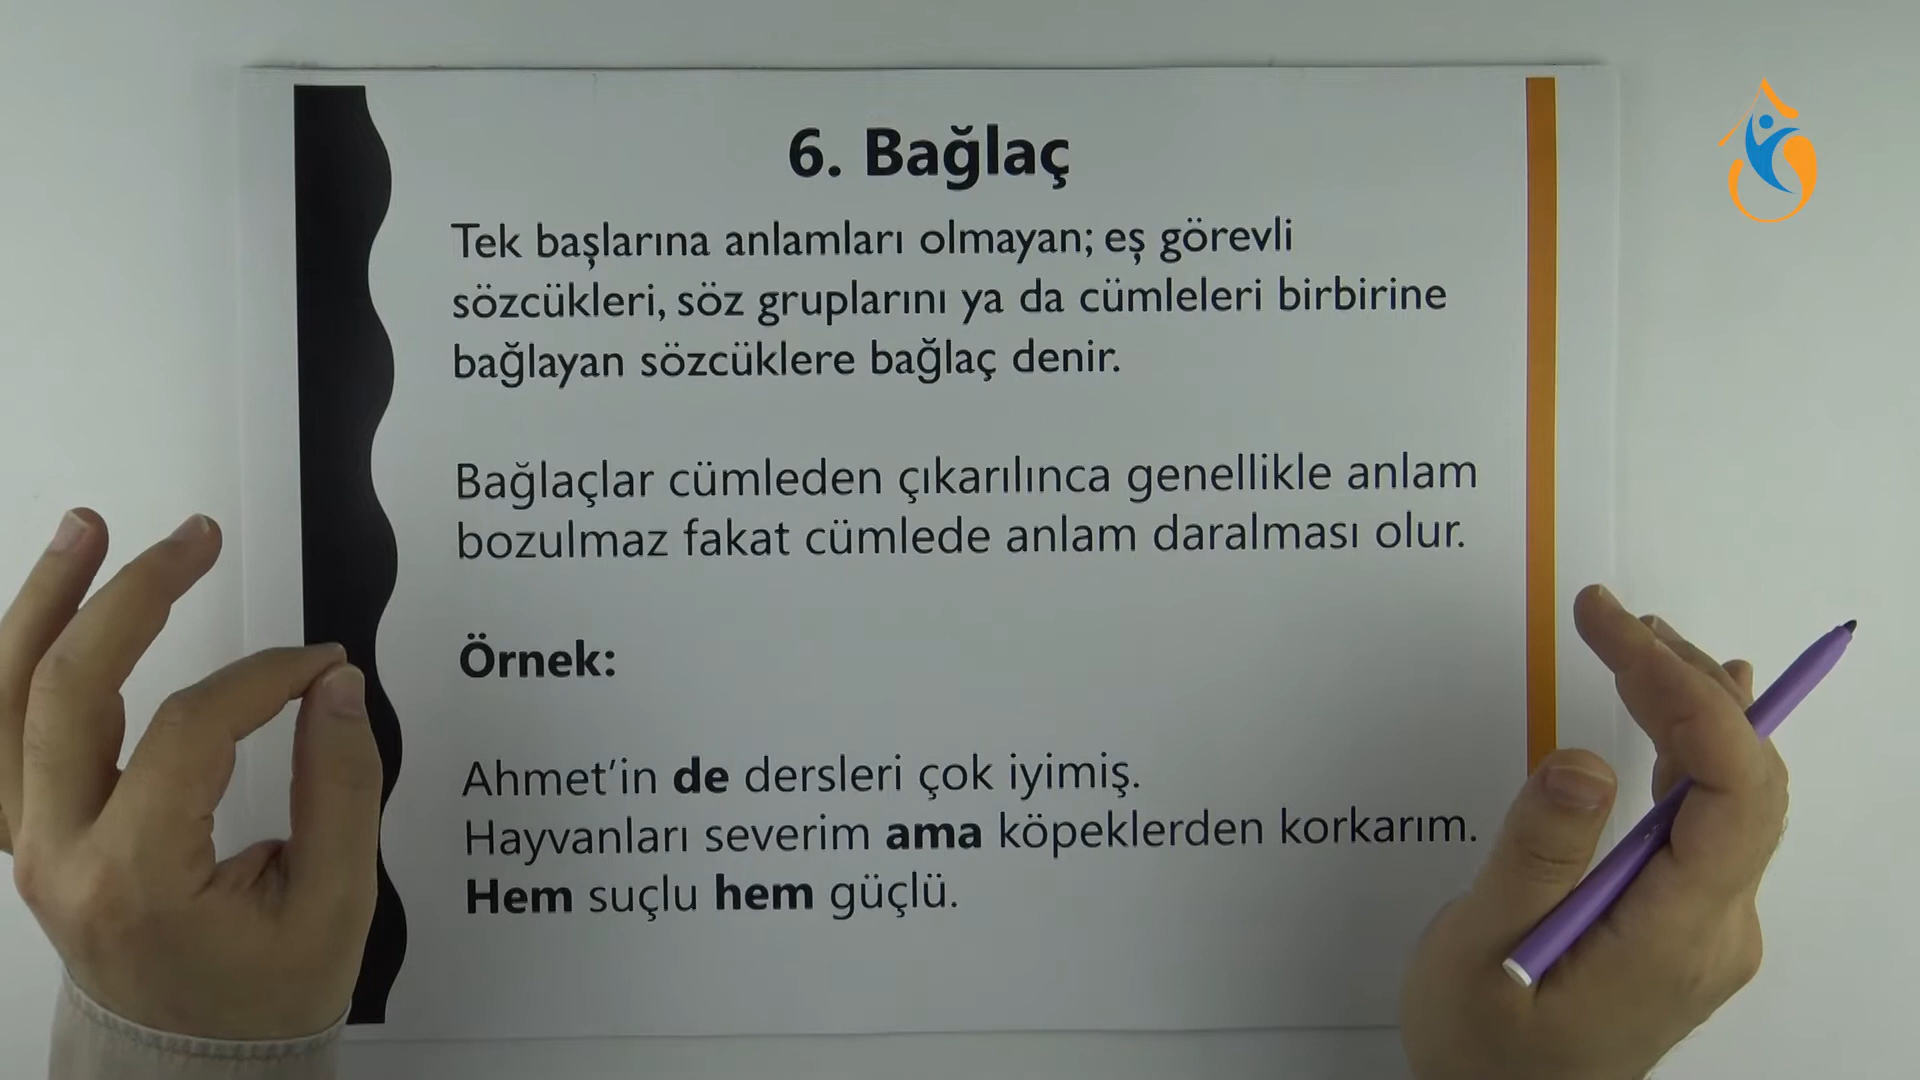 6. Bağlaç
Tek başlarına anlamları olmayan; eş görevli
sözcükleri, söz gruplarını ya da cümleleri birbirine
bağlayan sözcüklere bağlaç denir.
Bağlaçlar cümleden çıkarılınca genellikle anlam
bozulmaz fakat cümlede anlam daralması olur.
Örnek:
Ahmet'in de dersleri çok iyimiş.
Hayvanları severim ama köpeklerden korkarım.
Hem suçlu hem güçlü.